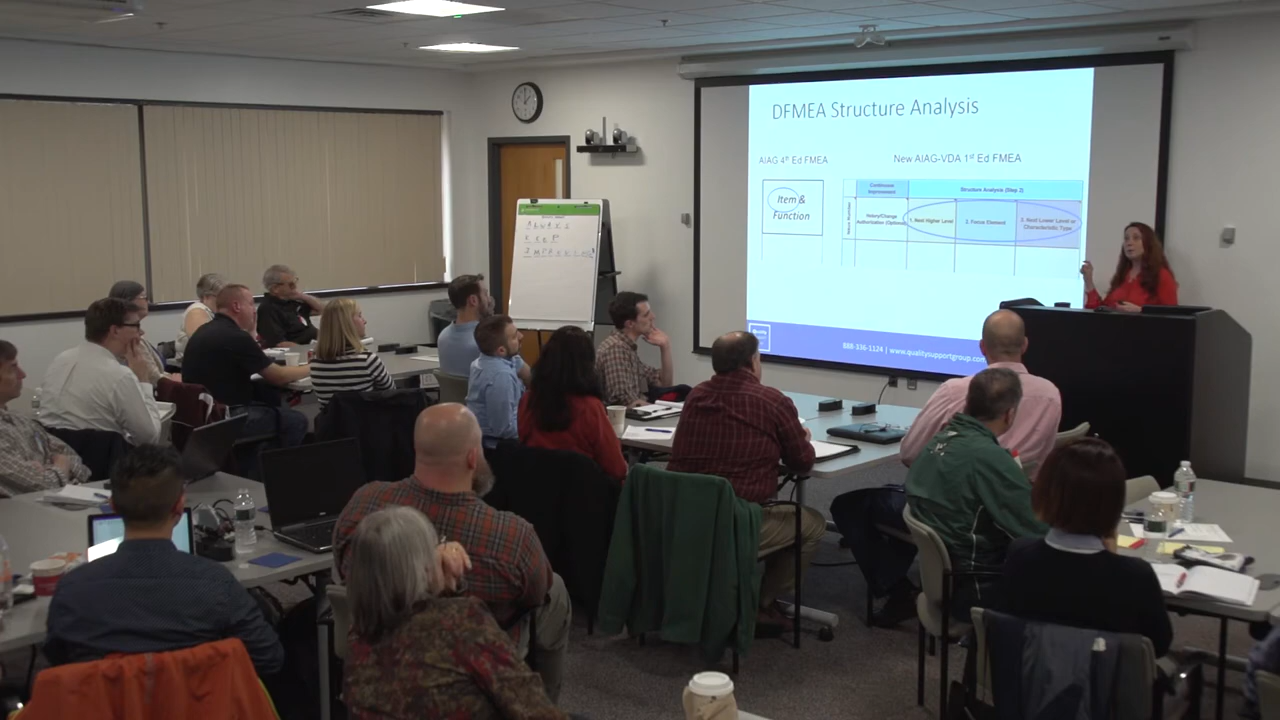 DFMEA Structure Analysis
AIAG 4th Ed FMEA
New AIAG-VDA 1st Ed FMEA
Item &
Function
Continuous
Improvement
Structure Analysis (Step 2)
History/Change
Authorization (Optional)
1. Next Higher Level
2. Focus Element
3. Next Lower Level or
Characteristic Type
888-336-1124 | www.qualitysupportgroup.com
ALWAYS
KEEP